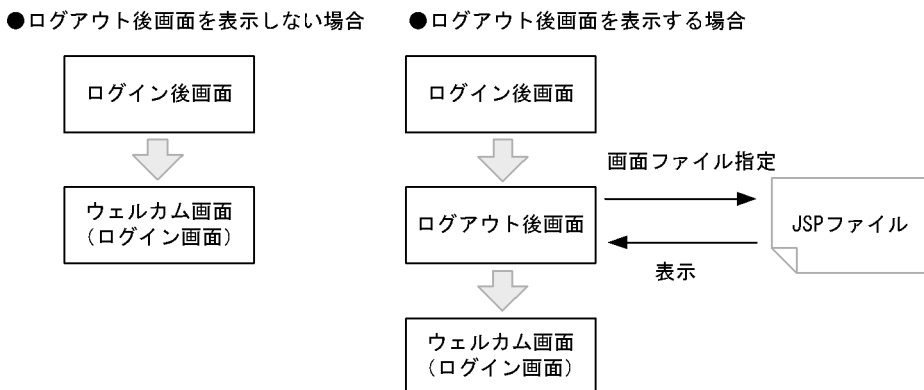 ●ログアウト後画面を表示しない場合
ログイン後画面
ウェルカム画面
（ログイン画面）
●ログアウト後画面を表示する場合
ログイン後画面
画面ファイル指定
ログアウト後画面
JSPファイル
表示
ウェルカム画面
（ログイン画面）